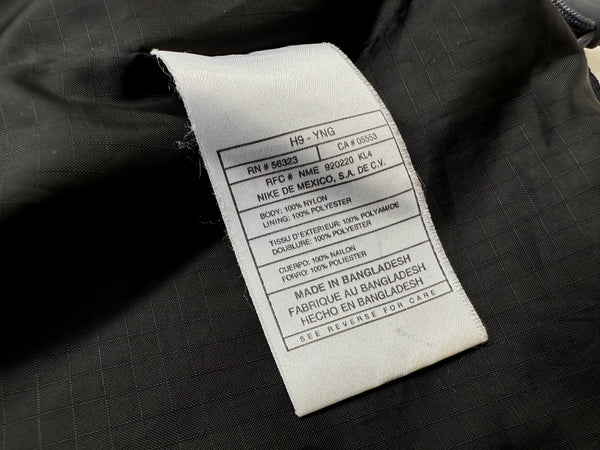 H9 - YNG
RN # 56323 CA # 05553
RFC # NME 920220 KL4
NIKE DE MEXICO, S.A. DE C.V.
BODY: 100% NYLON
LINING: 100% POLYESTER
TISSU D'EXTERIEUR: 100% POLYAMIDE
DOUBLURE: 100% POLYESTER
CUERPO: 100% NAILON
FORRO: 100% POLIESTER
MADE IN BANGLADESH
FABRIQUE AU BANGLADESH
HECHO EN BANGLADESH
SEE REVERSE FOR CARE